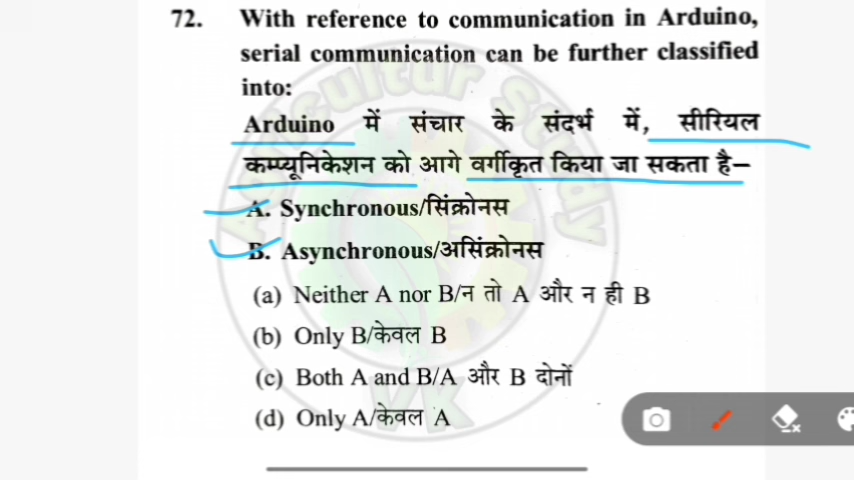 72. With reference to communication in Arduino,
serial communication can be further classified
into:
Arduino में संचार के संदर्भ में, सीरियल
कम्प्यूनिकेशन को आगे वर्गीकृत किया जा सकता है–
A. Synchronous/सिंक्रोनस
B. Asynchronous/असिंक्रोनस
(a) Neither A nor B/न तो A और न ही B
(b) Only B/केवल B
(c) Both A and B/A और B दोनों
(d) Only A/केवल A